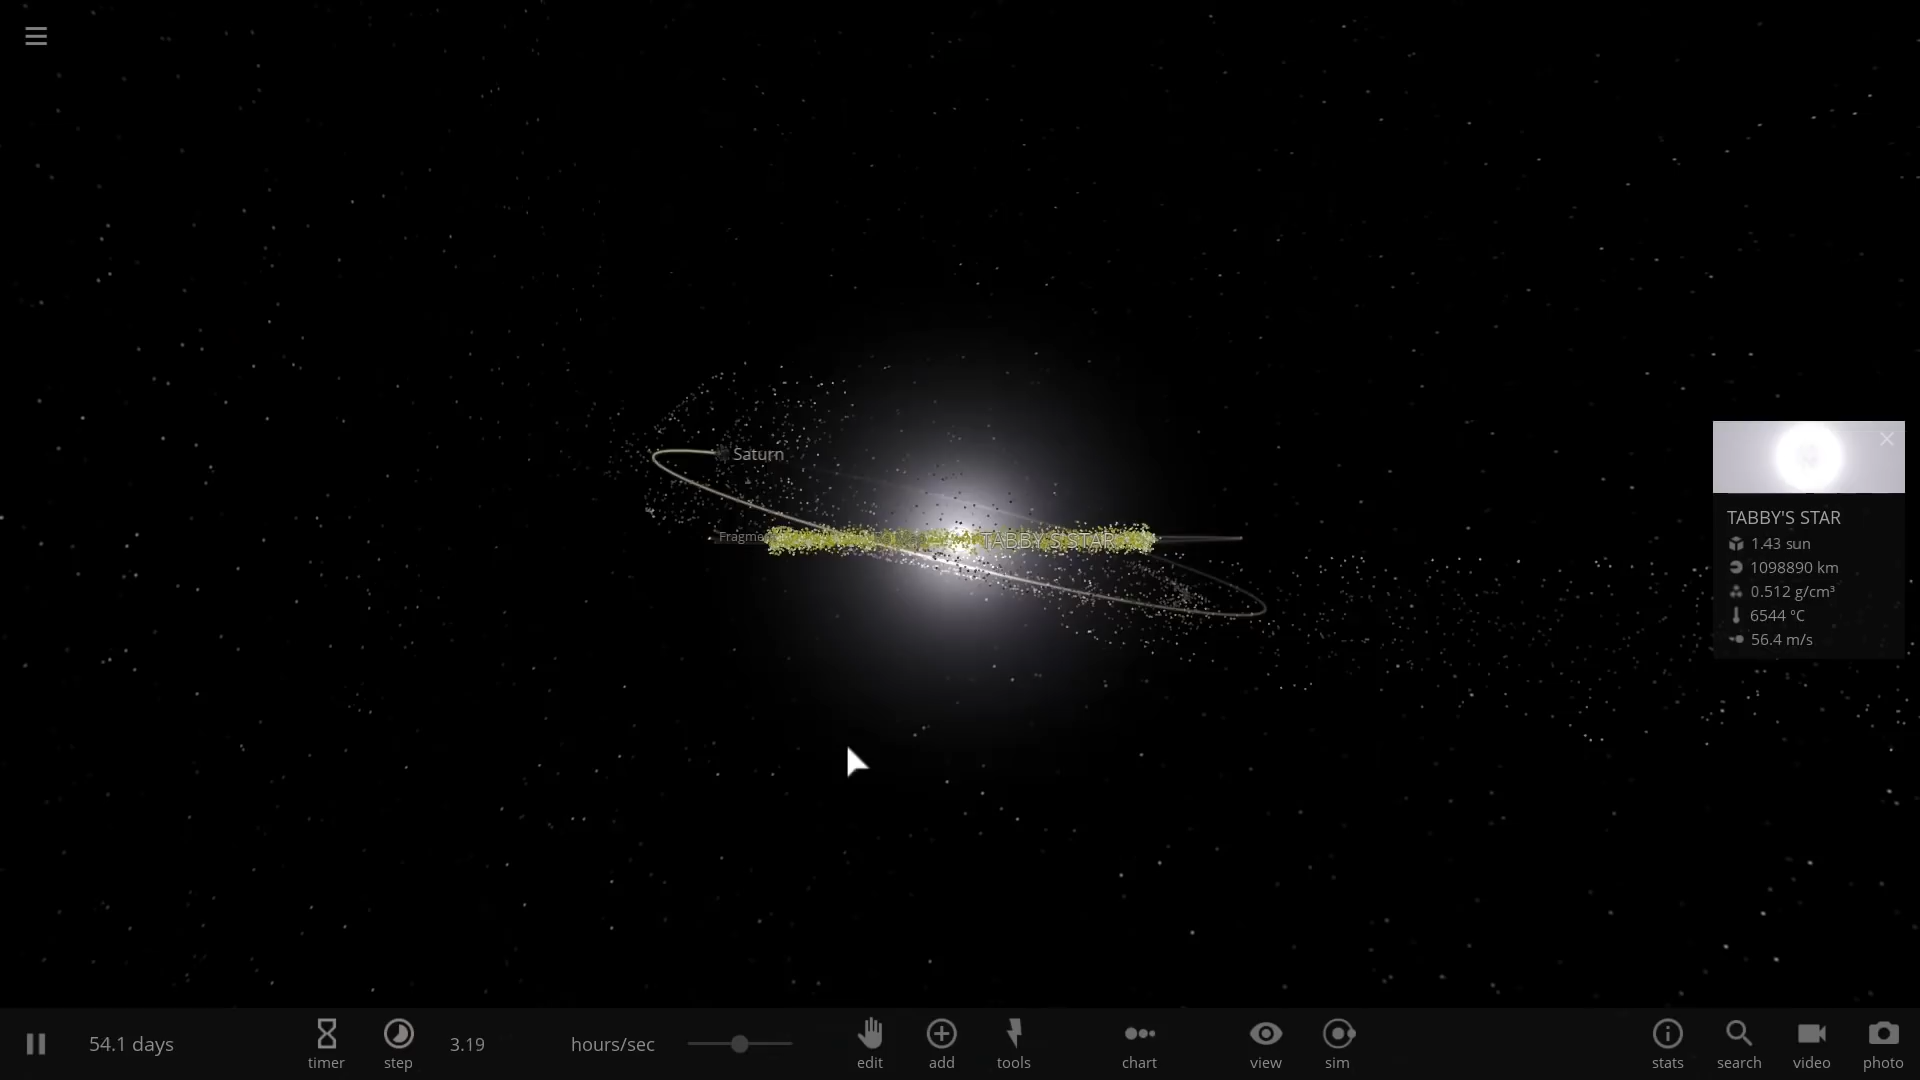 Saturn
TABBY'S STAR
TABBY'S STAR
1.43 sun
1098890 km
0.512 g/cm³
6544 °C
56.4 m/s
54.1 days
timer
step
3.19
hours/sec
edit
add
tools
chart
view
sim
stats
search
video
photo